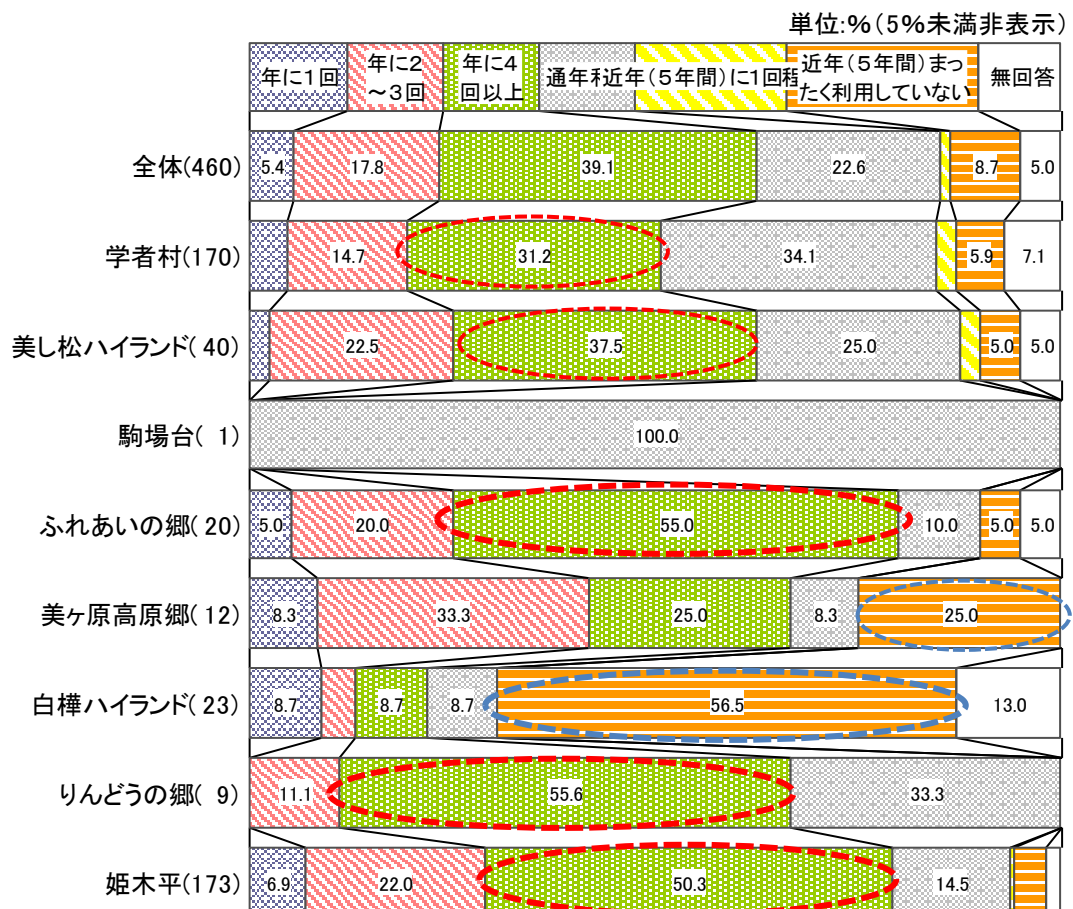 単位:%(5%未満非表示)
年に1回
年に2
～3回
年に4
回以上
通年利
近年(5年間)に1回程
近年(5年間)まっ
たく利用していない
無回答
全体(460) 5.4 17.8 39.1 22.6 8.7 5.0
学者村(170) 14.7 31.2 34.1 5.9 7.1
美し松ハイランド( 40) 22.5 37.5 25.0 5.0 5.0
駒場台( 1) 100.0
ふれあいの郷( 20) 5.0 20.0 55.0 10.0 5.0 5.0
美ヶ原高原郷( 12) 8.3 33.3 25.0 8.3 25.0
白樺ハイランド( 23) 8.7 8.7 8.7 56.5 13.0
りんどうの郷( 9) 11.1 55.6 33.3
姫木平(173) 6.9 22.0 50.3 14.5